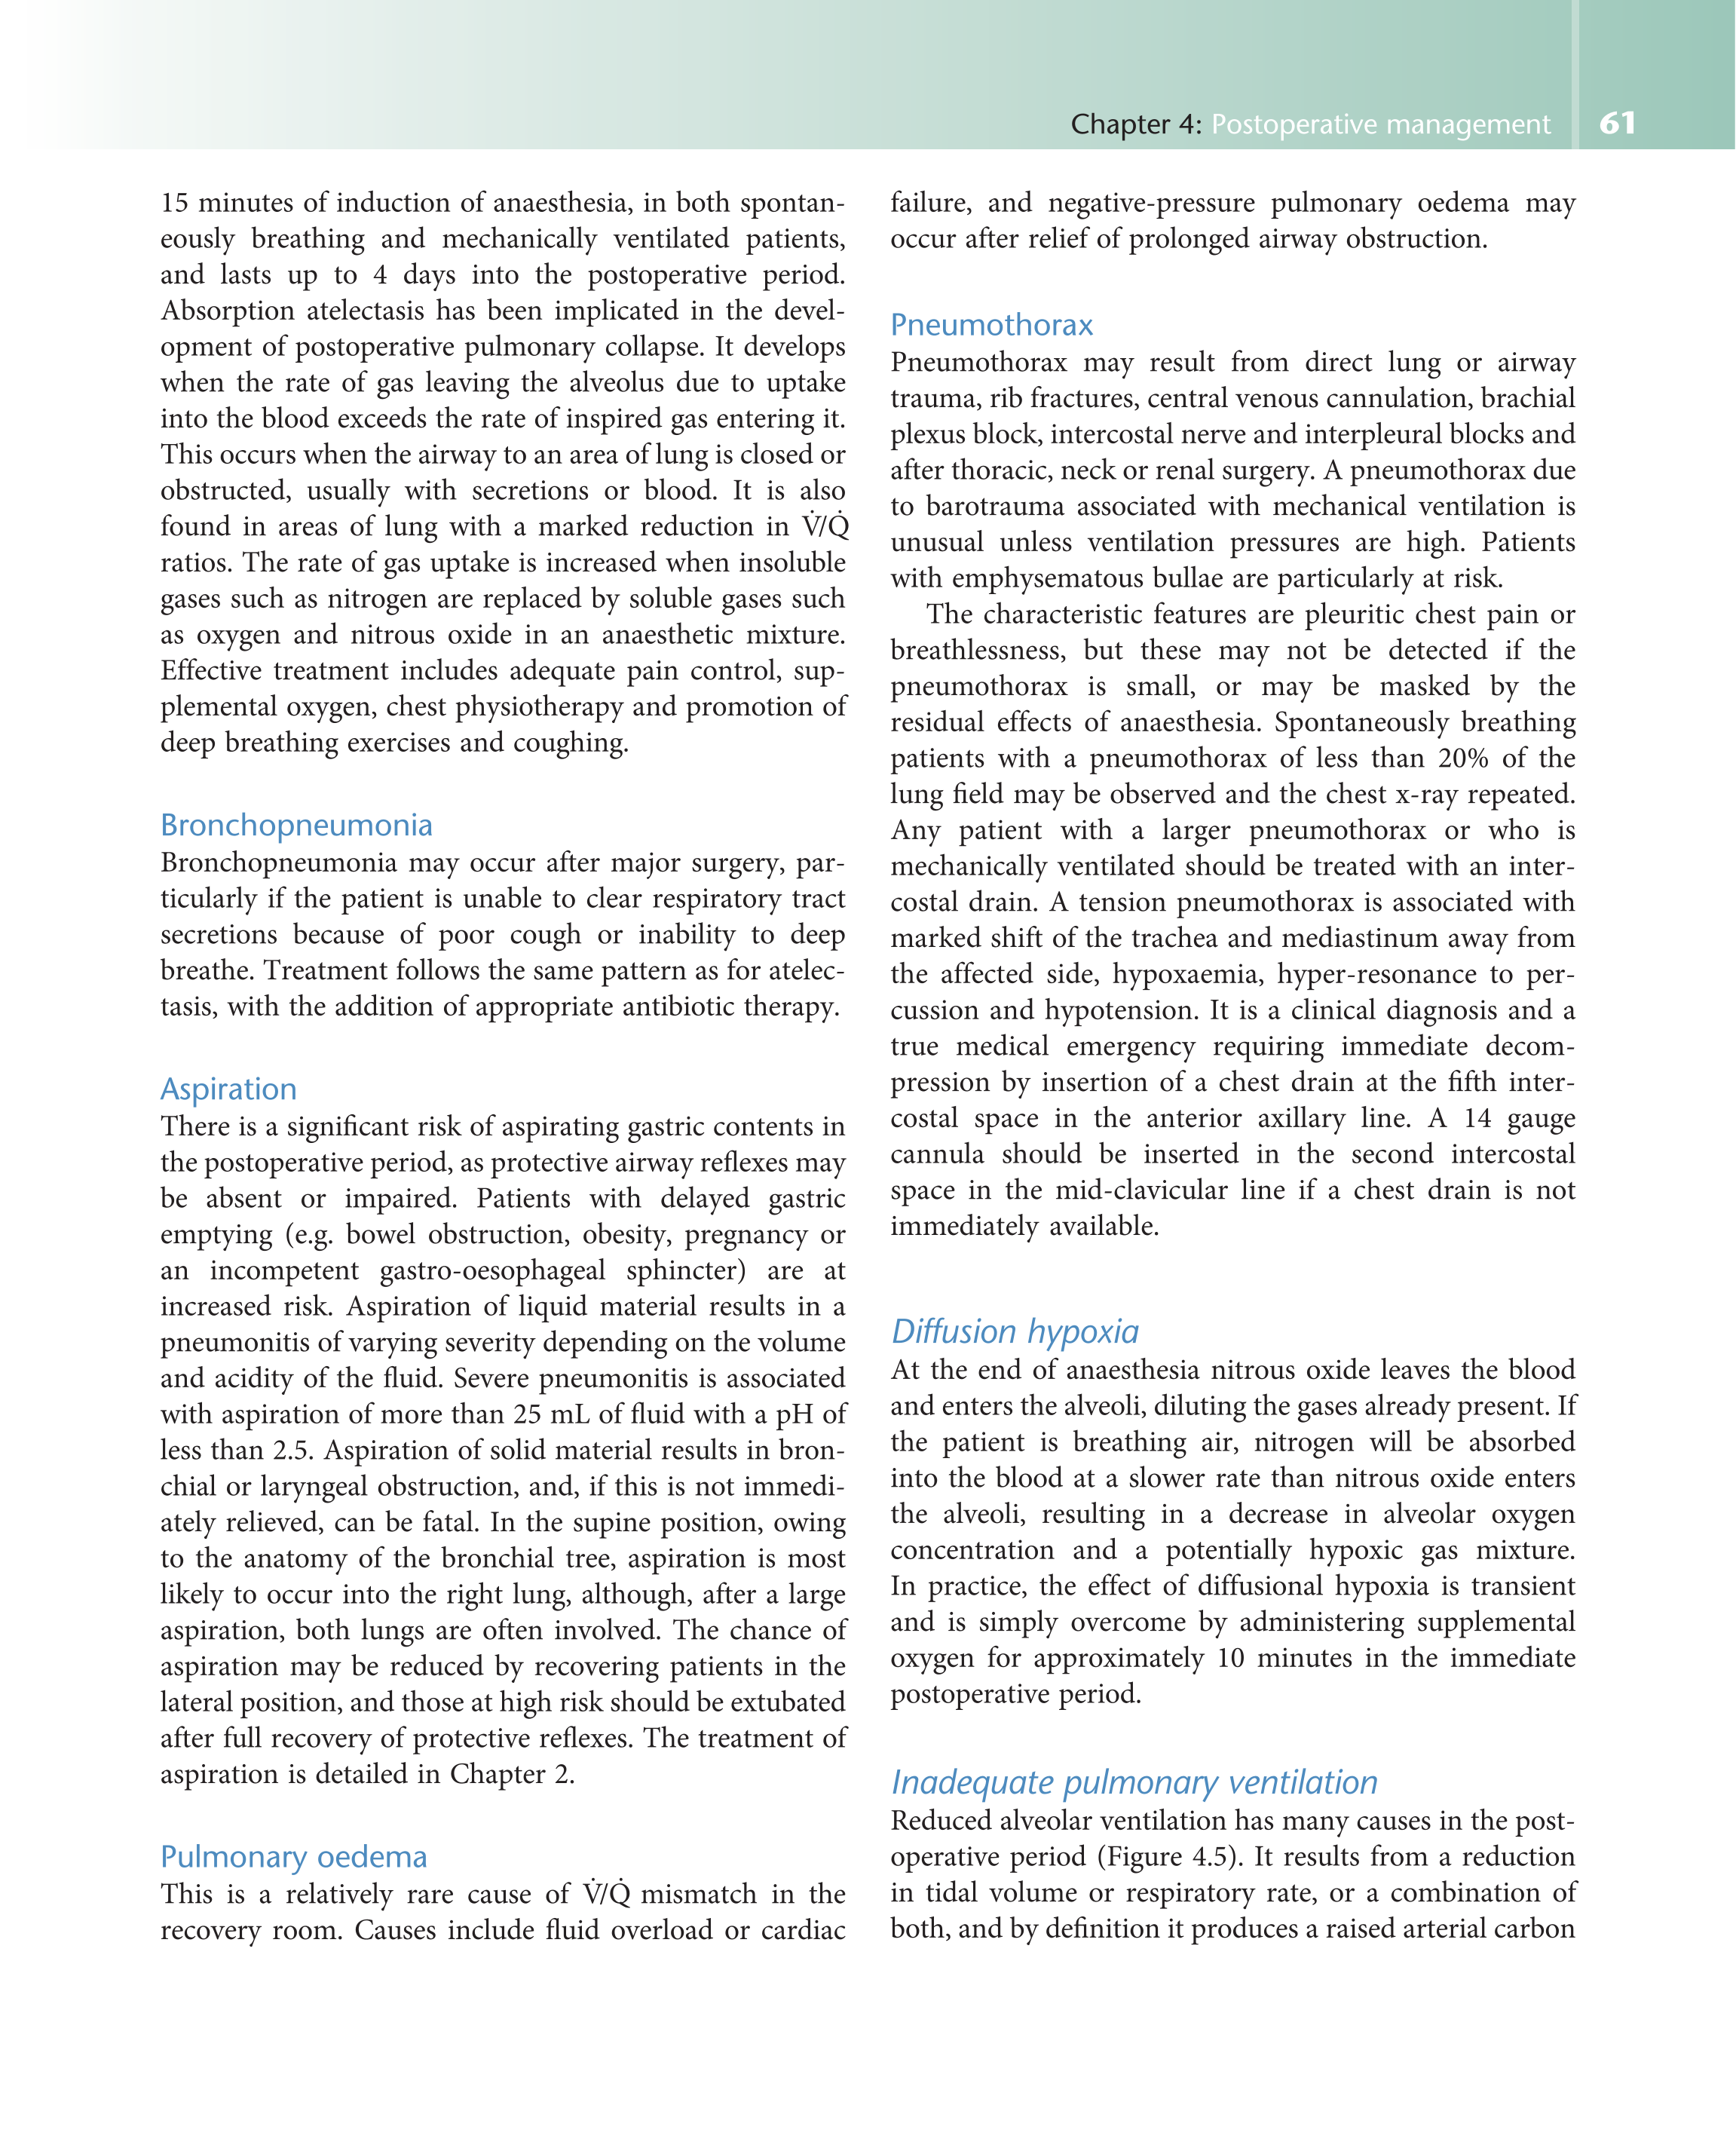 Chapter 4: Postoperative management 61
15 minutes of induction of anaesthesia, in both spontan-
eously breathing and mechanically ventilated patients,
and lasts up to 4 days into the postoperative period.
Absorption atelectasis has been implicated in the devel-
opment of postoperative pulmonary collapse. It develops
when the rate of gas leaving the alveolus due to uptake
into the blood exceeds the rate of inspired gas entering it.
This occurs when the airway to an area of lung is closed or
obstructed, usually with secretions or blood. It is also
found in areas of lung with a marked reduction in V̇/Q̇
ratios. The rate of gas uptake is increased when insoluble
gases such as nitrogen are replaced by soluble gases such
as oxygen and nitrous oxide in an anaesthetic mixture.
Effective treatment includes adequate pain control, sup-
plemental oxygen, chest physiotherapy and promotion of
deep breathing exercises and coughing.
Bronchopneumonia
Bronchopneumonia may occur after major surgery, par-
ticularly if the patient is unable to clear respiratory tract
secretions because of poor cough or inability to deep
breathe. Treatment follows the same pattern as for atelec-
tasis, with the addition of appropriate antibiotic therapy.
Aspiration
There is a significant risk of aspirating gastric contents in
the postoperative period, as protective airway reflexes may
be absent or impaired. Patients with delayed gastric
emptying (e.g. bowel obstruction, obesity, pregnancy or
an incompetent gastro-oesophageal sphincter) are at
increased risk. Aspiration of liquid material results in a
pneumonitis of varying severity depending on the volume
and acidity of the fluid. Severe pneumonitis is associated
with aspiration of more than 25 mL of fluid with a pH of
less than 2.5. Aspiration of solid material results in bron-
chial or laryngeal obstruction, and, if this is not immedi-
ately relieved, can be fatal. In the supine position, owing
to the anatomy of the bronchial tree, aspiration is most
likely to occur into the right lung, although, after a large
aspiration, both lungs are often involved. The chance of
aspiration may be reduced by recovering patients in the
lateral position, and those at high risk should be extubated
after full recovery of protective reflexes. The treatment of
aspiration is detailed in Chapter 2.
Pulmonary oedema
This is a relatively rare cause of V̇/Q̇ mismatch in the
recovery room. Causes include fluid overload or cardiac
failure, and negative-pressure pulmonary oedema may
occur after relief of prolonged airway obstruction.
Pneumothorax
Pneumothorax may result from direct lung or airway
trauma, rib fractures, central venous cannulation, brachial
plexus block, intercostal nerve and interpleural blocks and
after thoracic, neck or renal surgery. A pneumothorax due
to barotrauma associated with mechanical ventilation is
unusual unless ventilation pressures are high. Patients
with emphysematous bullae are particularly at risk.
The characteristic features are pleuritic chest pain or
breathlessness, but these may not be detected if the
pneumothorax is small, or may be masked by the
residual effects of anaesthesia. Spontaneously breathing
patients with a pneumothorax of less than 20% of the
lung field may be observed and the chest x-ray repeated.
Any patient with a larger pneumothorax or who is
mechanically ventilated should be treated with an inter-
costal drain. A tension pneumothorax is associated with
marked shift of the trachea and mediastinum away from
the affected side, hypoxaemia, hyper-resonance to per-
cussion and hypotension. It is a clinical diagnosis and a
true medical emergency requiring immediate decom-
pression by insertion of a chest drain at the fifth inter-
costal space in the anterior axillary line. A 14 gauge
cannula should be inserted in the second intercostal
space in the mid-clavicular line if a chest drain is not
immediately available.
Diffusion hypoxia
At the end of anaesthesia nitrous oxide leaves the blood
and enters the alveoli, diluting the gases already present. If
the patient is breathing air, nitrogen will be absorbed
into the blood at a slower rate than nitrous oxide enters
the alveoli, resulting in a decrease in alveolar oxygen
concentration and a potentially hypoxic gas mixture.
In practice, the effect of diffusional hypoxia is transient
and is simply overcome by administering supplemental
oxygen for approximately 10 minutes in the immediate
postoperative period.
Inadequate pulmonary ventilation
Reduced alveolar ventilation has many causes in the post-
operative period (Figure 4.5). It results from a reduction
in tidal volume or respiratory rate, or a combination of
both, and by definition it produces a raised arterial carbon